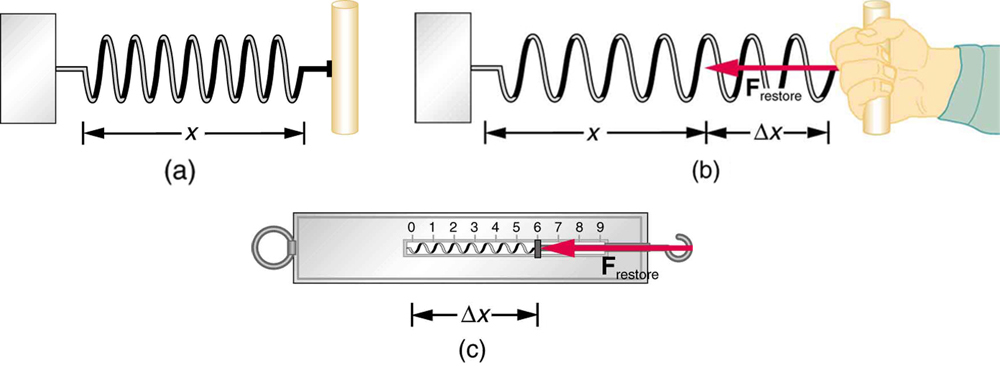 x
(a)
F restore
x Δx
(b)
0 1 2 3 4 5 6 7 8 9
F restore
Δx
(c)